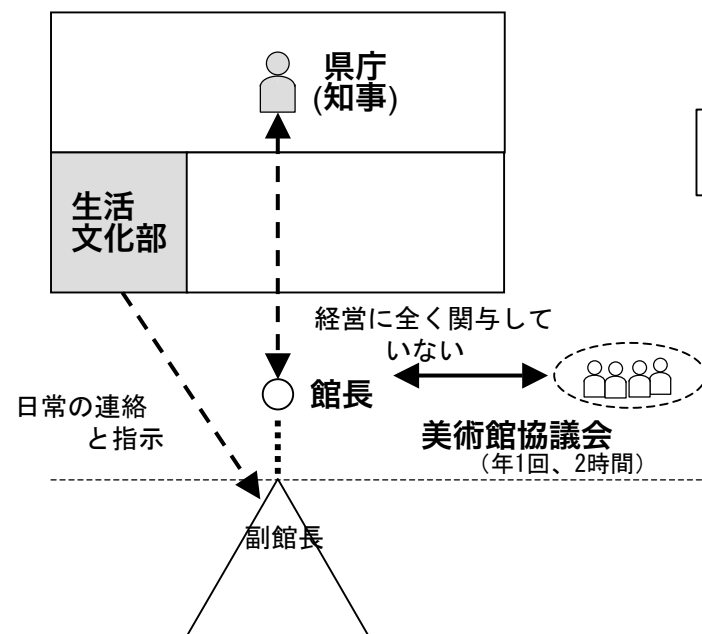 県庁
(知事)
生活
文化部
経営に全く関与して
いない
館長
日常の連絡
と指示
美術館協議会
(年1回、2時間)
副館長